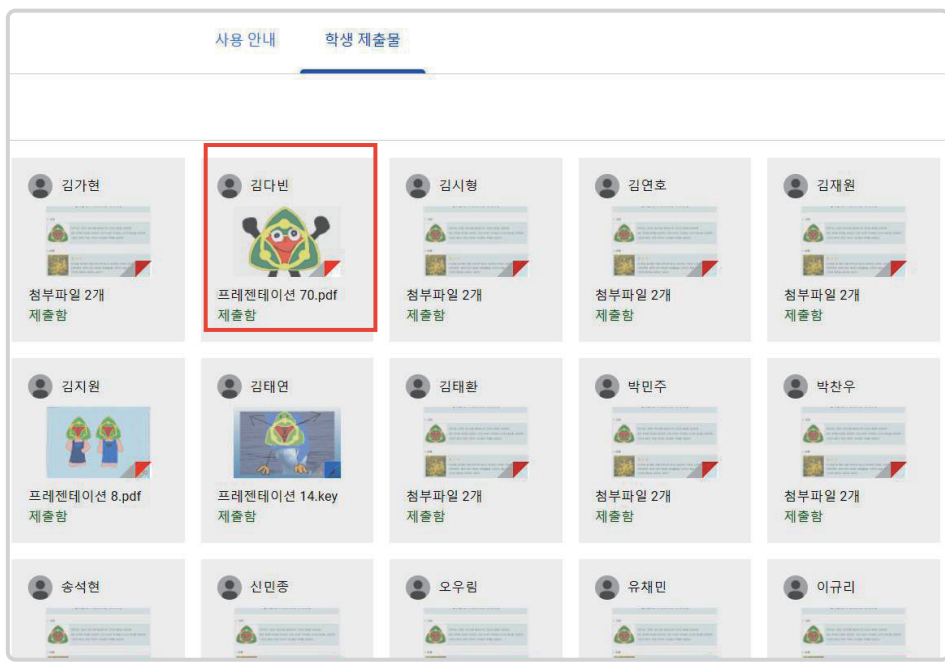 사용 안내
학생 제출물
김가현
김다빈
김시형
김연호
김재원
첨부파일 2개
프레젠테이션 70.pdf
첨부파일 2개
첨부파일 2개
첨부파일 2개
제출함
제출함
제출함
제출함
제출함
김지원
김태연
김태환
박민주
박찬우
프레젠테이션 8.pdf
프레젠테이션 14.key
첨부파일 2개
첨부파일 2개
첨부파일 2개
제출함
제출함
제출함
제출함
제출함
송석현
신민종
오우림
유채민
이규리